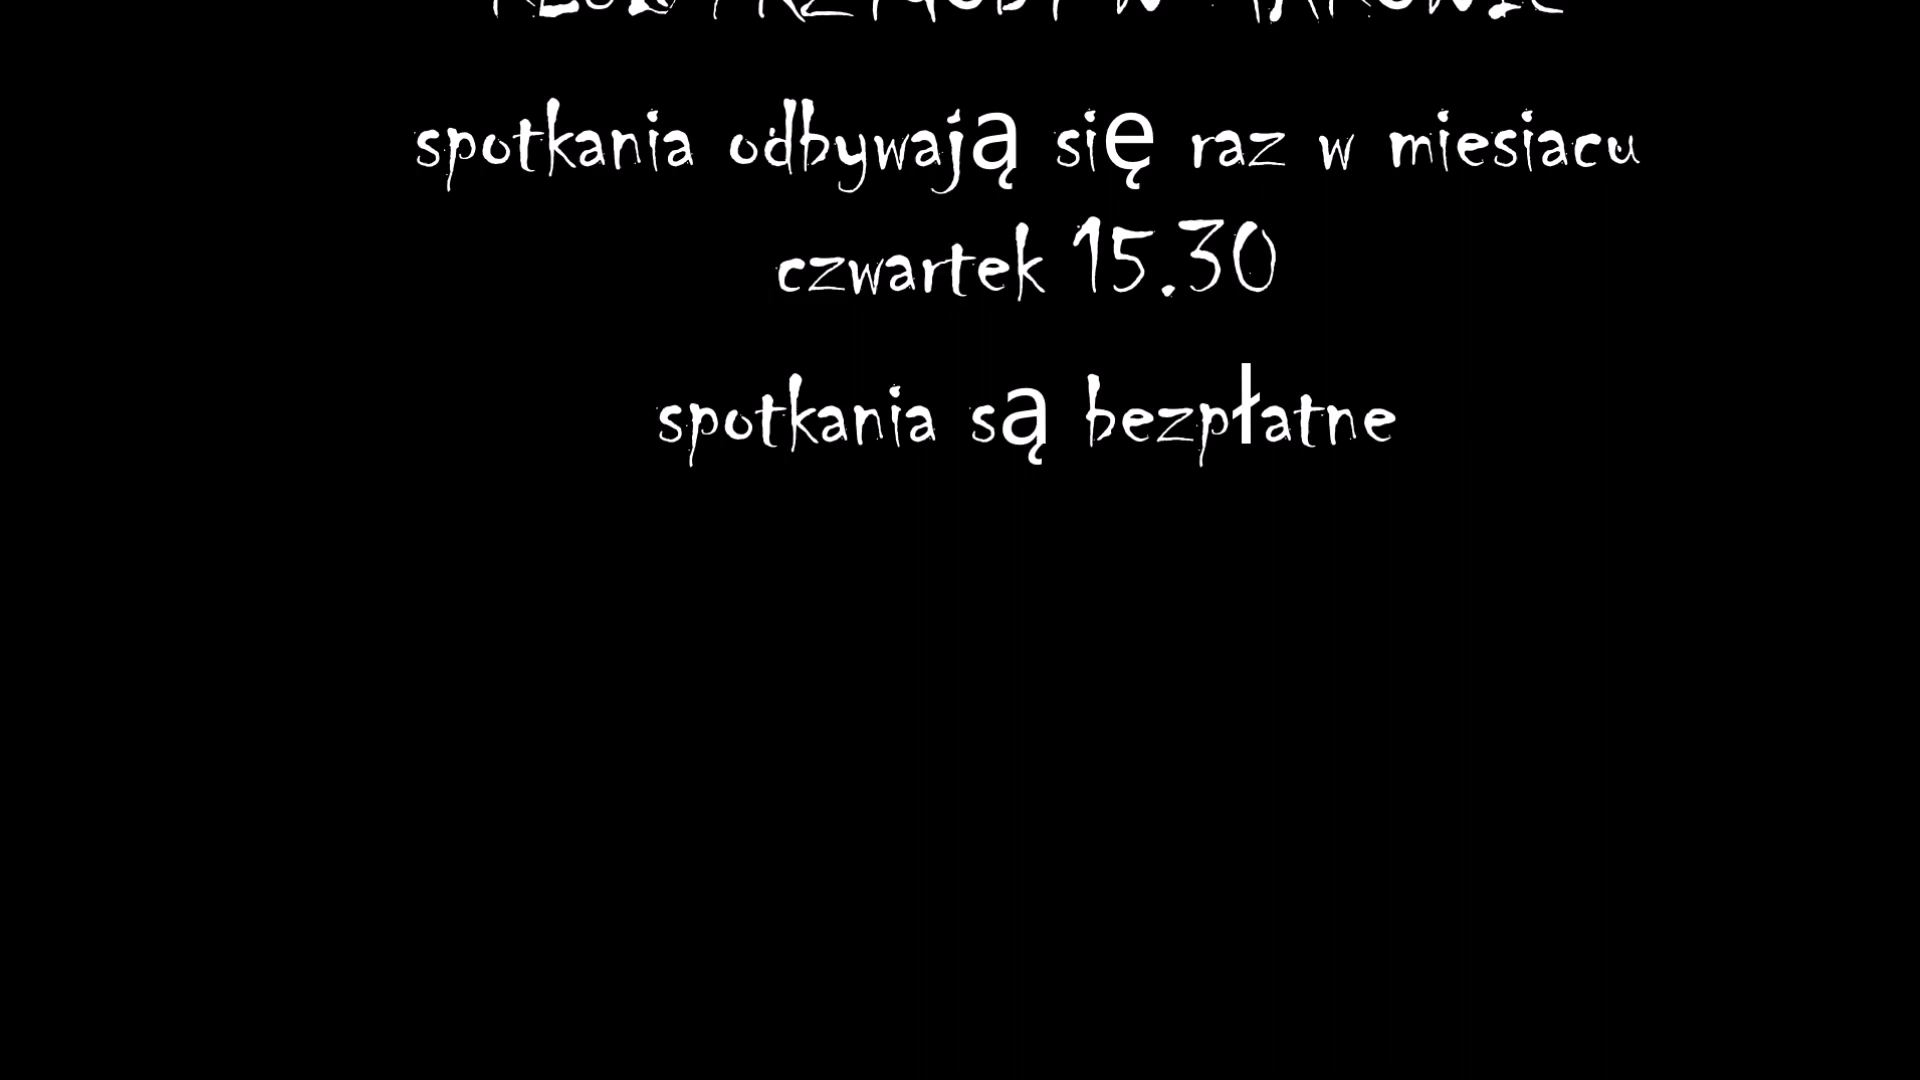 W
spotkania odbywają się raz w miesiacu
czwartek 15.30
spotkania są bezpłatne